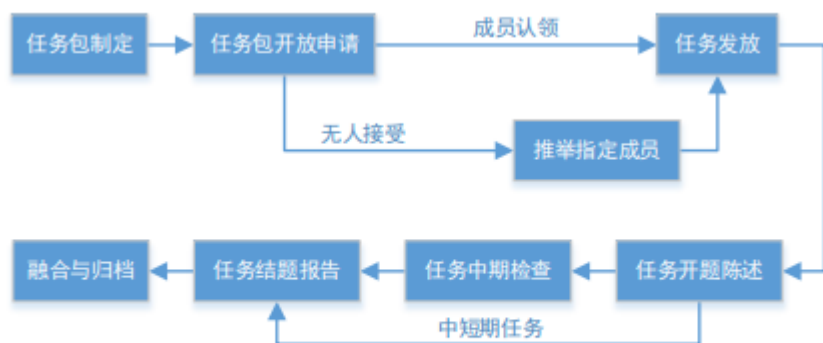 任务包制定
任务包开放申请
成员认领
任务发放
无人接受
推举指定成员
融合与归档
任务结题报告
任务中期检查
任务开题陈述
中短期任务